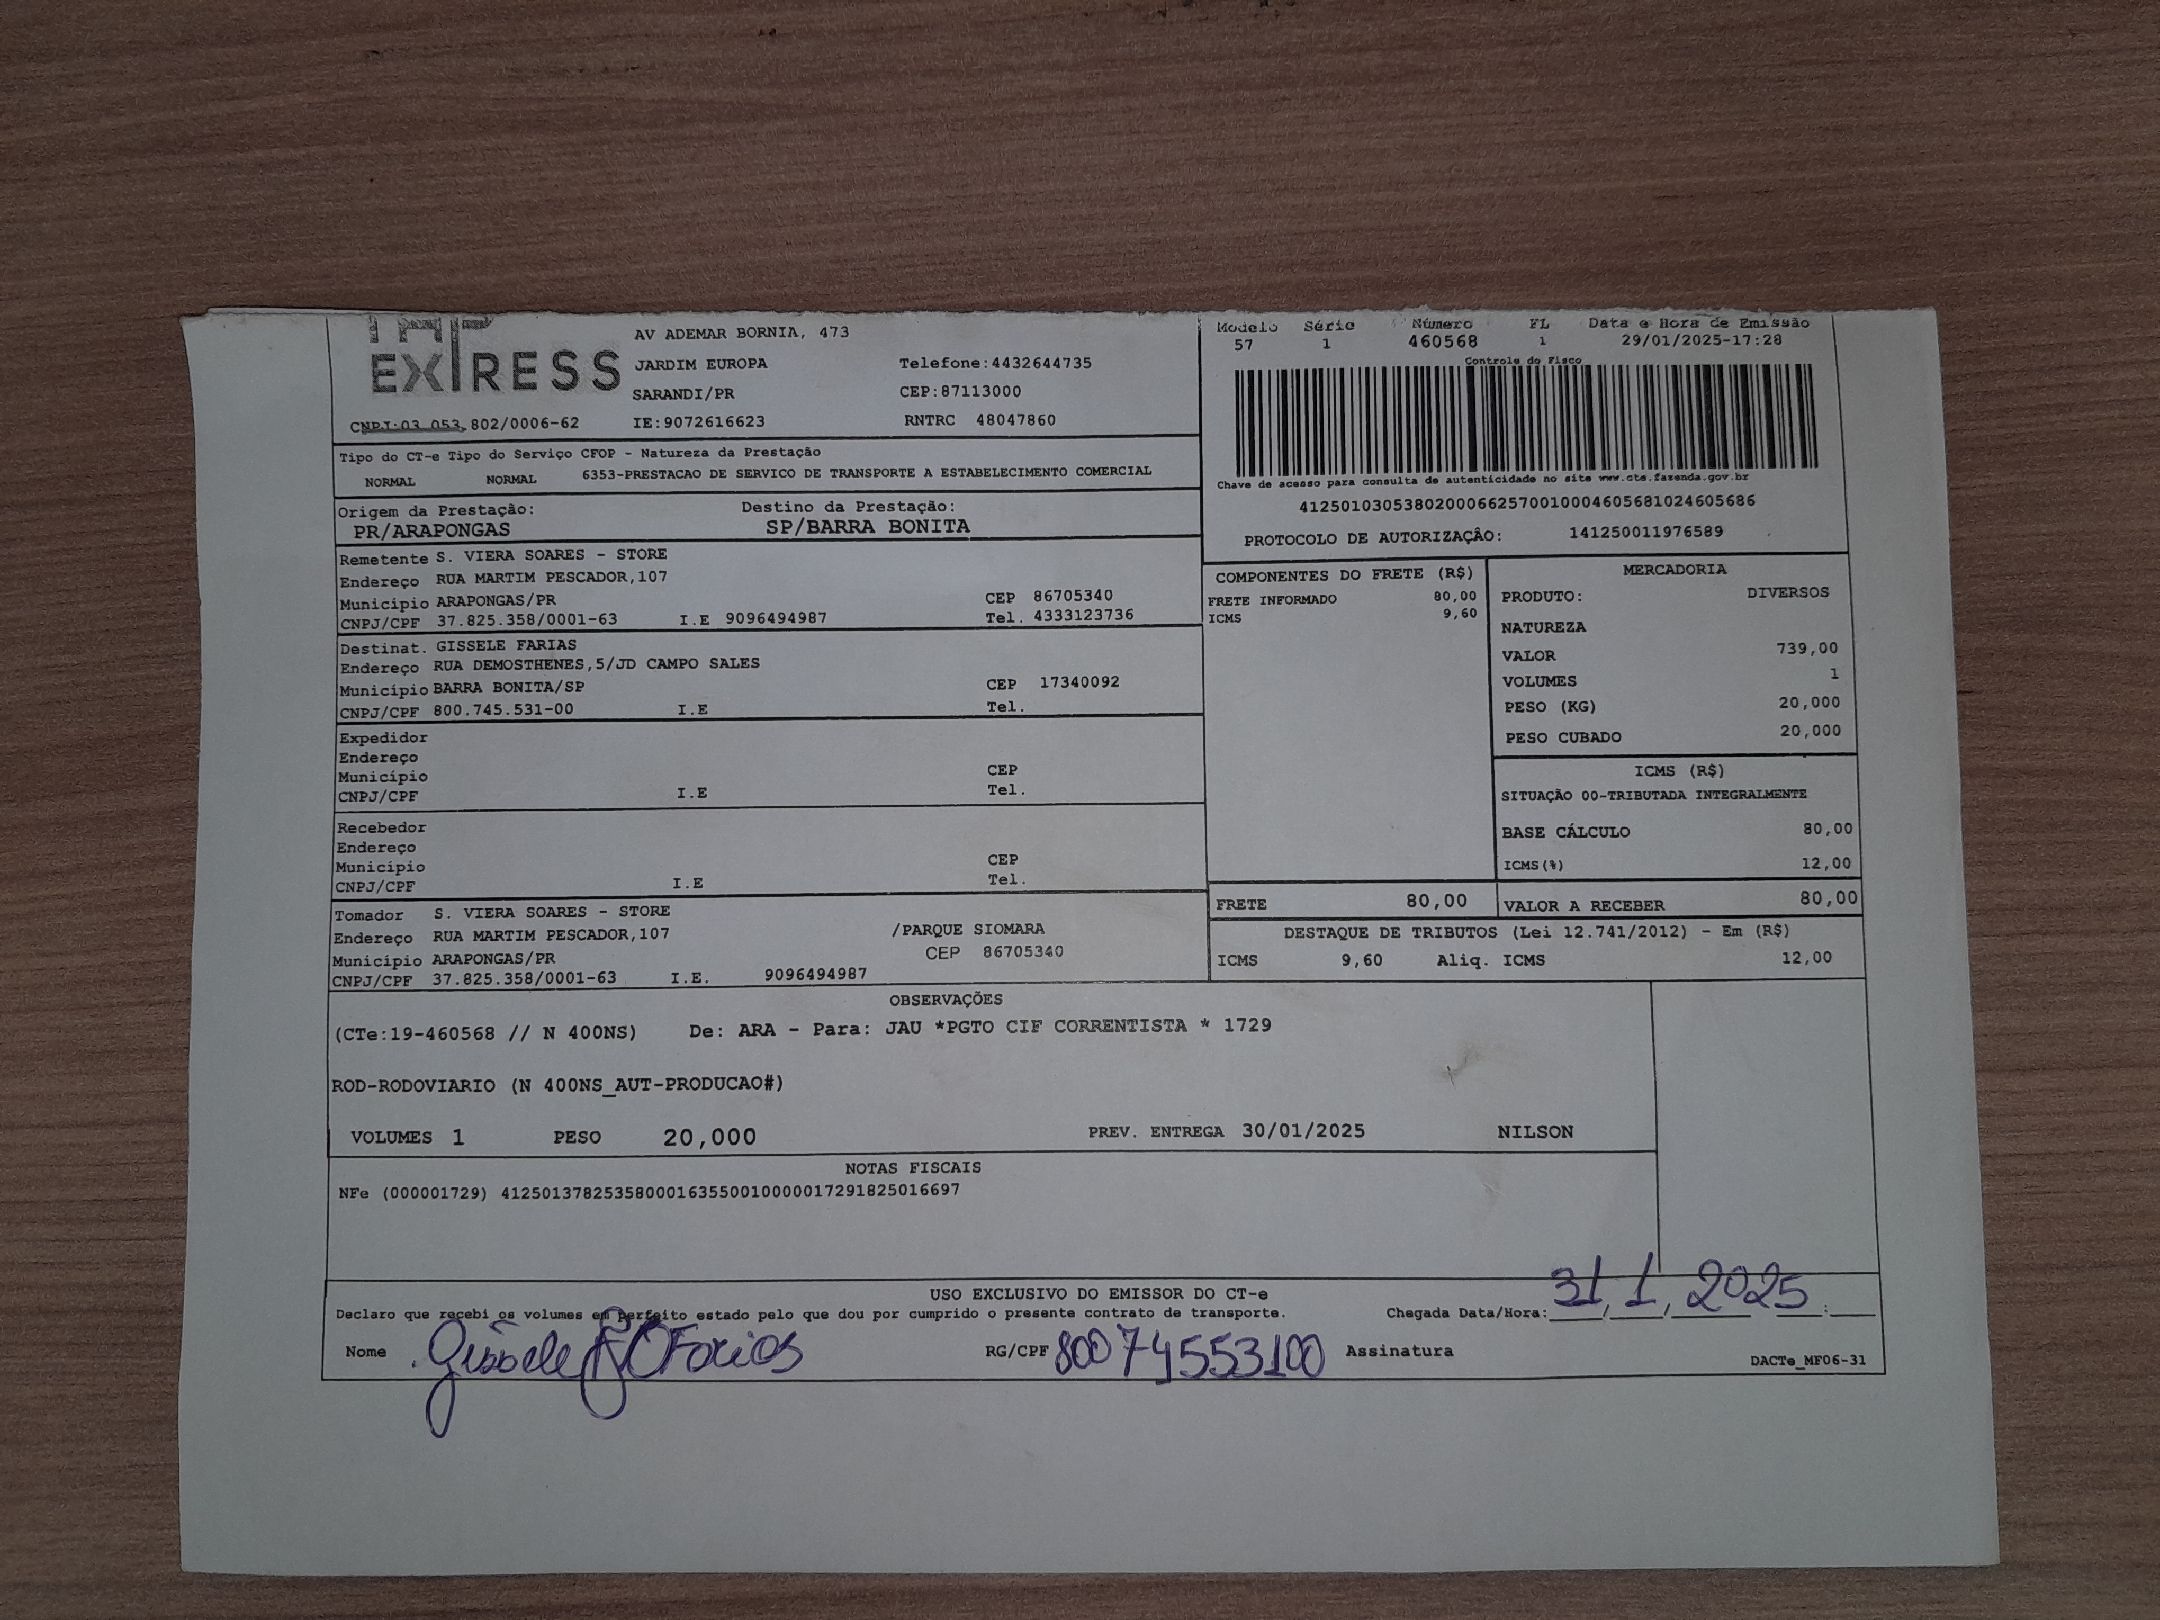 EXPRESS
AV ADEMAR BORNIA, 473
JARDIM EUROPA Telefone:4432644735
SARANDI/PR CEP:87113000
CNPJ:03.053.802/0006-62 IE:9072616623 RNTRC 48047860
Modelo Série Número FL Data e Hora de Emissão
57 1 460568 1 29/01/2025-17:28
Controle do Fisco
Chave de acesso para consulta de autenticidade no site www.cte.fazenda.gov.br
41250103053802000662570010004605681024605686
PROTOCOLO DE AUTORIZAÇÂO: 141250011976589
Tipo do CT-e Tipo do Serviço CFOP - Natureza da Prestação
NORMAL NORMAL 6353-PRESTACAO DE SERVICO DE TRANSPORTE A ESTABELECIMENTO COMERCIAL
Origem da Prestação: Destino da Prestação:
PR/ARAPONGAS SP/BARRA BONITA
Remetente S. VIERA SOARES - STORE
Endereço RUA MARTIM PESCADOR,107
Município ARAPONGAS/PR CEP 86705340
CNPJ/CPF 37.825.358/0001-63 I.E 9096494987 Tel. 4333123736
Destinat. GISSELE FARIAS
Endereço RUA DEMOSTHENES,5/JD CAMPO SALES
Município BARRA BONITA/SP CEP 17340092
CNPJ/CPF 800.745.531-00 I.E Tel.
Expedidor
Endereço
Município CEP
CNPJ/CPF I.E Tel.
Recebedor
Endereço
Município CEP
CNPJ/CPF I.E Tel.
Tomador S. VIERA SOARES - STORE
Endereço RUA MARTIM PESCADOR,107 /PARQUE SIOMARA
Município ARAPONGAS/PR CEP 86705340
CNPJ/CPF 37.825.358/0001-63 I.E. 9096494987
COMPONENTES DO FRETE (R$)
FRETE INFORMADO 80,00
ICMS 9,60
MERCADORIA
PRODUTO: DIVERSOS
NATUREZA
VALOR 739,00
VOLUMES 1
PESO (KG) 20,000
PESO CUBADO 20,000
ICMS (R$)
SITUAÇÃO 00-TRIBUTADA INTEGRALMENTE
BASE CÁLCULO 80,00
ICMS(%) 12,00
FRETE 80,00 VALOR A RECEBER 80,00
DESTAQUE DE TRIBUTOS (Lei 12.741/2012) - Em (R$)
ICMS 9,60 Aliq. ICMS 12,00
OBSERVAÇÕES
(CTe:19-460568 // N 400NS) De: ARA - Para: JAU *PGTO CIF CORRENTISTA * 1729
ROD-RODOVIARIO (N 400NS_AUT-PRODUCAO#)
VOLUMES 1 PESO 20,000 PREV. ENTREGA 30/01/2025 NILSON
NOTAS FISCAIS
NFe (000001729) 41250137825358000163550010000017291825016697
USO EXCLUSIVO DO EMISSOR DO CT-e
Declaro que recebi os volumes em perfeito estado pelo que dou por cumprido o presente contrato de transporte. Chegada Data/Hora: 31/1/2025
Nome Gissele Farias RG/CPF 80074553100 Assinatura
DACTe_MF06-31